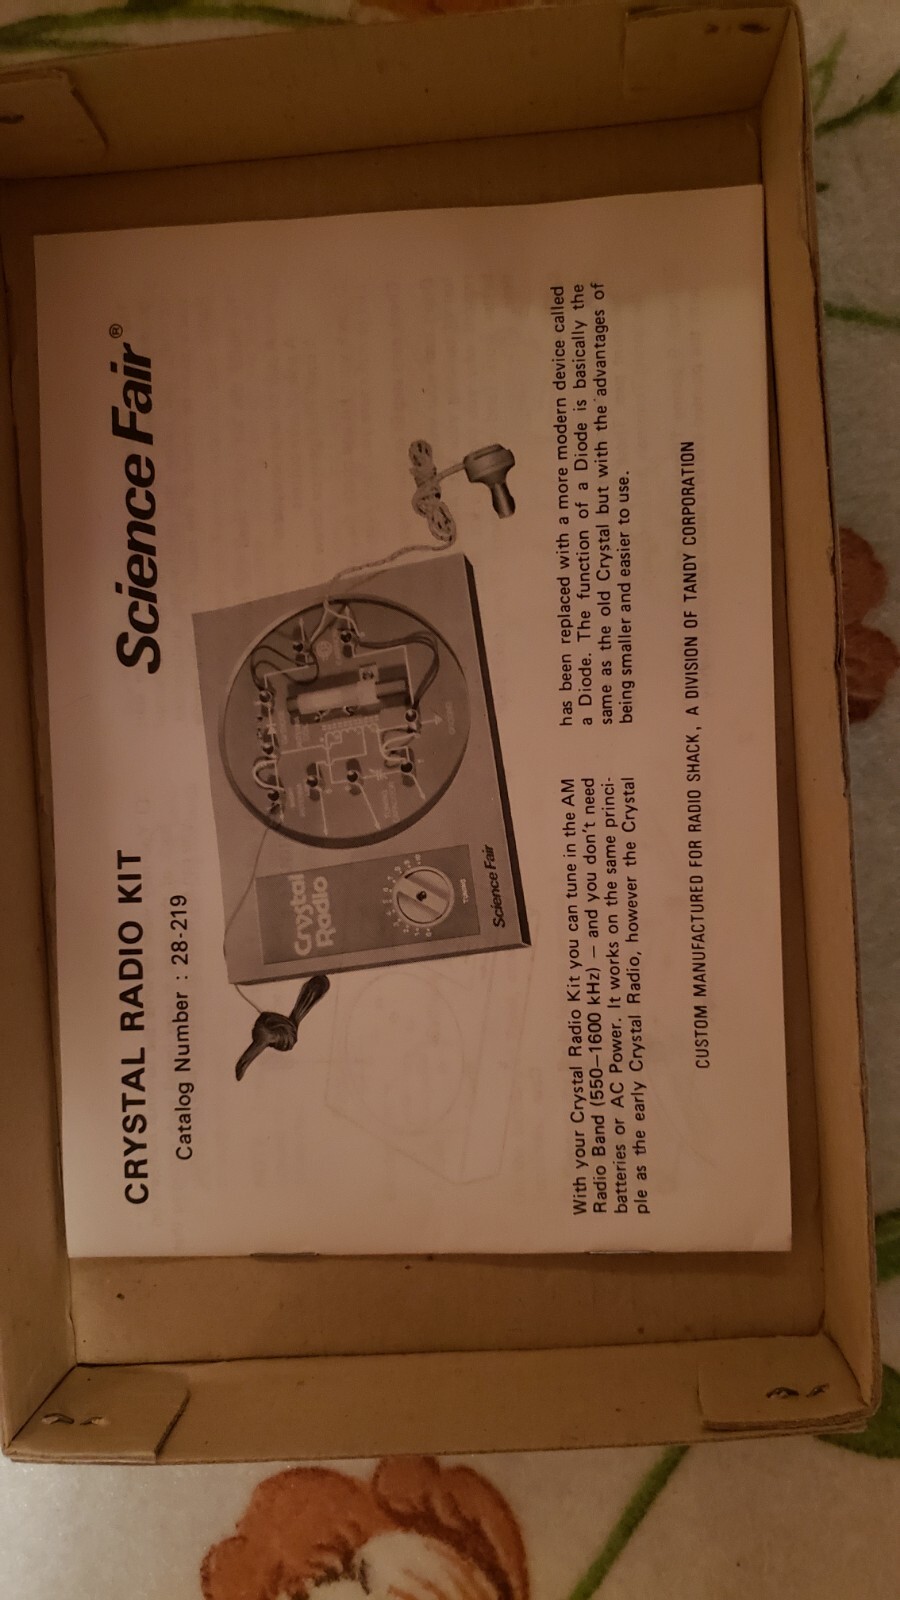 CRYSTAL RADIO KIT
Science Fair®
Catalog Number : 28-219
Crystal
Radio
TUNING
Science Fair
With your Crystal Radio Kit you can tune in the AM
Radio Band (550–1600 kHz) — and you don't need
batteries or AC Power. It works on the same princi-
ple as the early Crystal Radio, however the Crystal
has been replaced with a more modern device called
a Diode. The function of a Diode is basically the
same as the old Crystal but with the advantages of
being smaller and easier to use.
CUSTOM MANUFACTURED FOR RADIO SHACK, A DIVISION OF TANDY CORPORATION